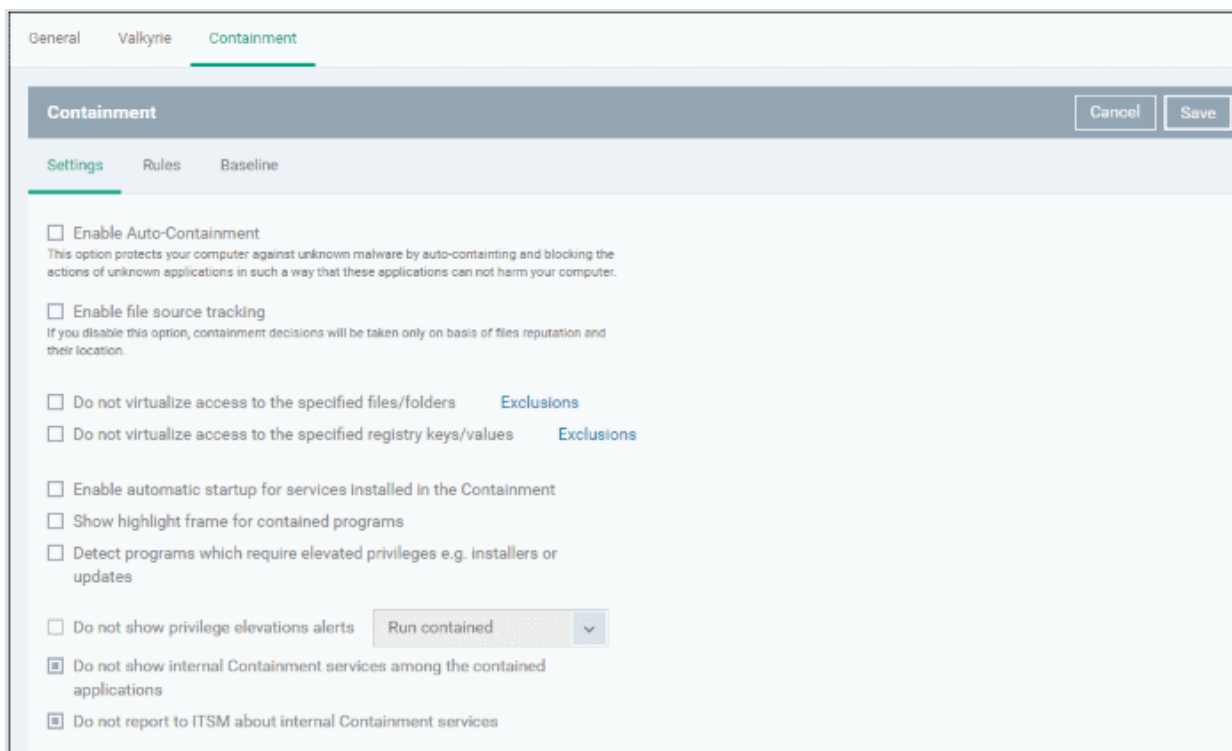 General Valkyrie Containment
Containment Cancel Save
Settings Rules Baseline
Enable Auto-Containment
This option protects your computer against unknown malware by auto-containting and blocking the
actions of unknown applications in such a way that these applications can not harm your computer.
Enable file source tracking
If you disable this option, containment decisions will be taken only on basis of files reputation and
their location.
Do not virtualize access to the specified files/folders Exclusions
Do not virtualize access to the specified registry keys/values Exclusions
Enable automatic startup for services installed in the Containment
Show highlight frame for contained programs
Detect programs which require elevated privileges e.g. installers or
updates
Do not show privilege elevations alerts Run contained
Do not show internal Containment services among the contained
applications
Do not report to ITSM about internal Containment services